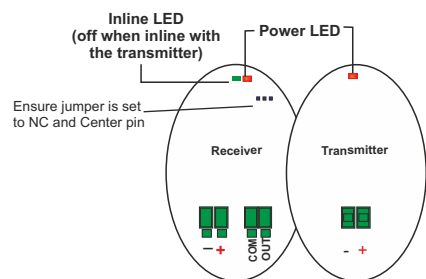 Inline LED
(off when inline with
the transmitter)
Power LED
Ensure jumper is set
to NC and Center pin
Receiver
Transmitter
– +
COM
OUT
- +